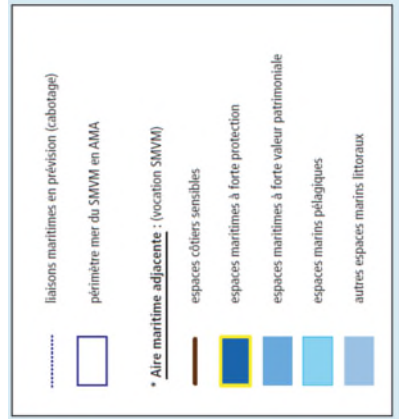 liaisons maritimes en prévision (cabotage)
périmètre mer du SMVM en AMA
* Aire maritime adjacente : (vocation SMVM)
espaces côtiers sensibles
espaces maritimes à forte protection
espaces maritimes à forte valeur patrimoniale
espaces marins pélagiques
autres espaces marins littoraux